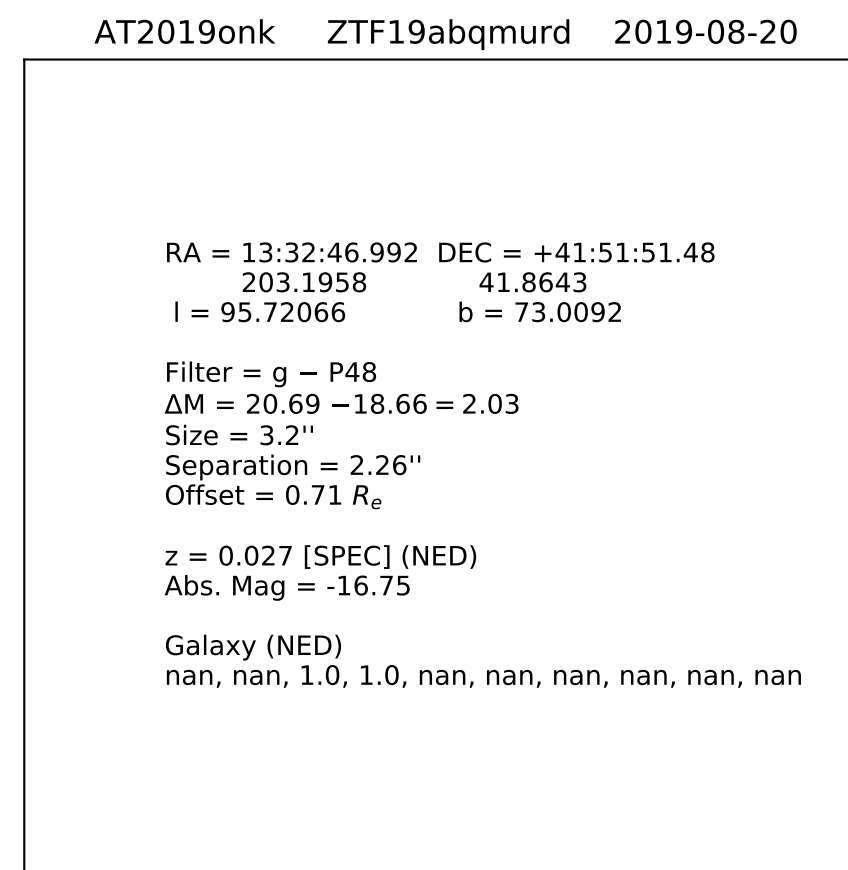 AT2019onk ZTF19abqmurd 2019-08-20
RA = 13:32:46.992 DEC = +41:51:51.48
203.1958 41.8643
l = 95.72066 b = 73.0092
Filter = g − P48
ΔM = 20.69 −18.66 = 2.03
Size = 3.2''
Separation = 2.26''
Offset = 0.71 Re
z = 0.027 [SPEC] (NED)
Abs. Mag = -16.75
Galaxy (NED)
nan, nan, 1.0, 1.0, nan, nan, nan, nan, nan, nan